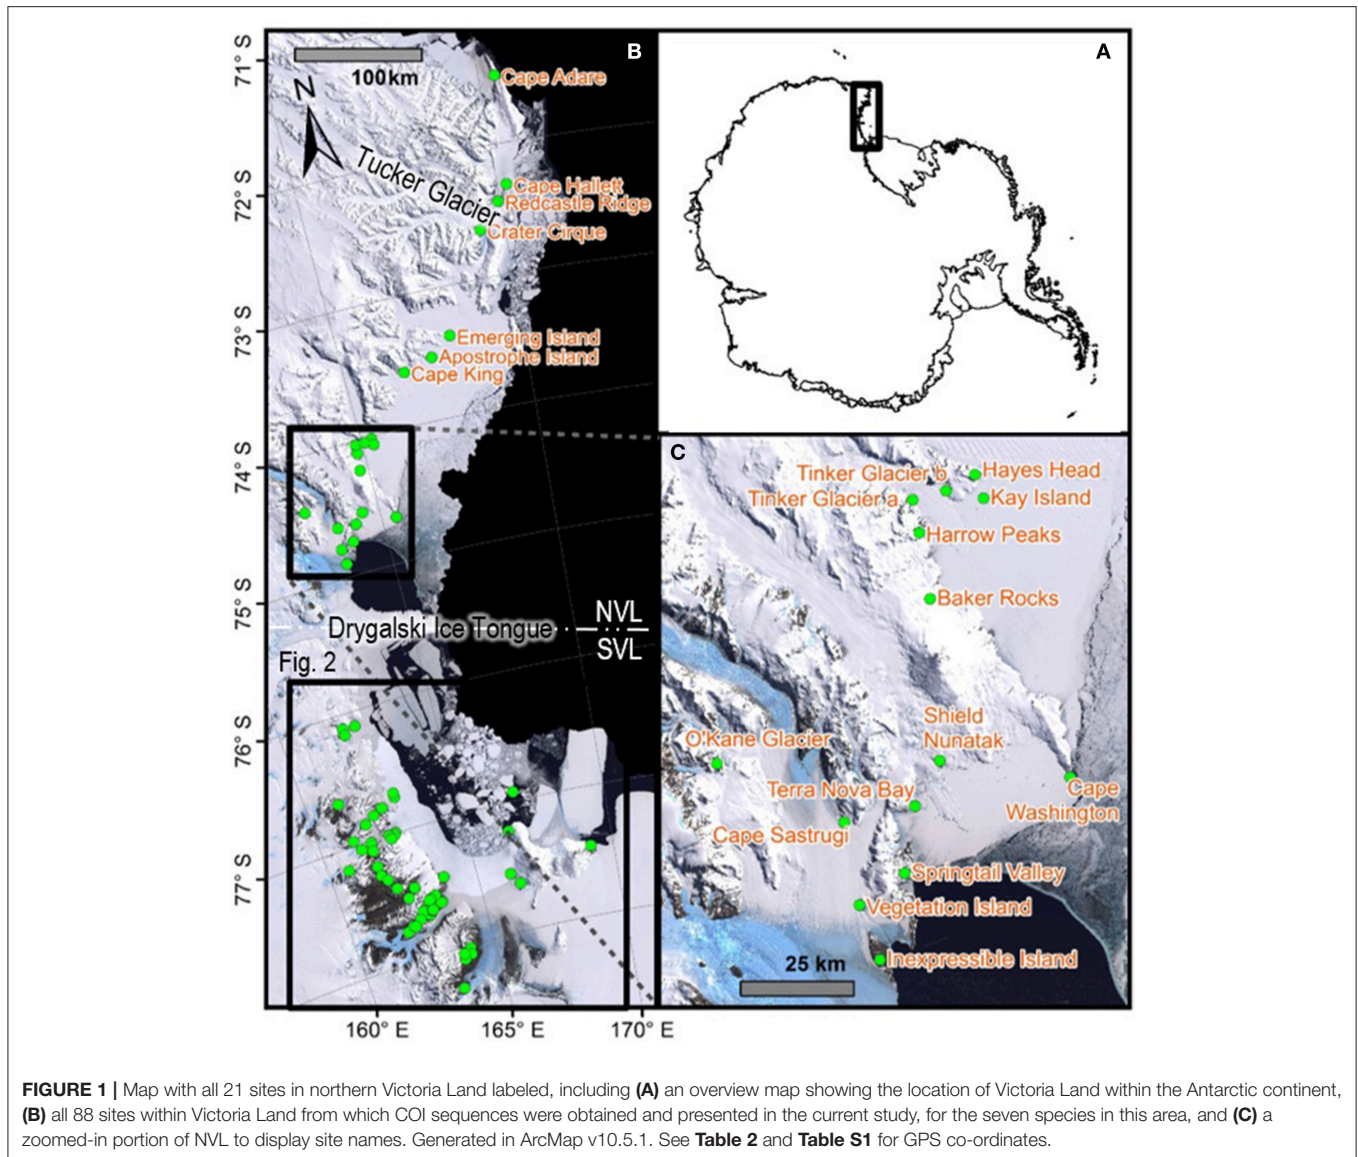 B
A
71° S
72° S
73° S
74° S
75° S
76° S
77° S
100km
N
Cape Adare
Tucker Glacier
Cape Hallett
Redcastle Ridge
Crater Cirque
Emerging Island
Apostrophe Island
Cape King
NVL
Drygalski Ice Tongue
SVL
Fig. 2
160° E
165° E
170° E
C
Tinker Glacier b
Hayes Head
Tinker Glacier a
Kay Island
Harrow Peaks
Baker Rocks
Shield
Nunatak
O'Kane Glacier
Terra Nova Bay
Cape
Washington
Cape Sastrugi
Springtail Valley
Vegetation Island
Inexpressible Island
25 km
FIGURE 1 | Map with all 21 sites in northern Victoria Land labeled, including (A) an overview map showing the location of Victoria Land within the Antarctic continent,
(B) all 88 sites within Victoria Land from which COI sequences were obtained and presented in the current study, for the seven species in this area, and (C) a
zoomed-in portion of NVL to display site names. Generated in ArcMap v10.5.1. See Table 2 and Table S1 for GPS co-ordinates.